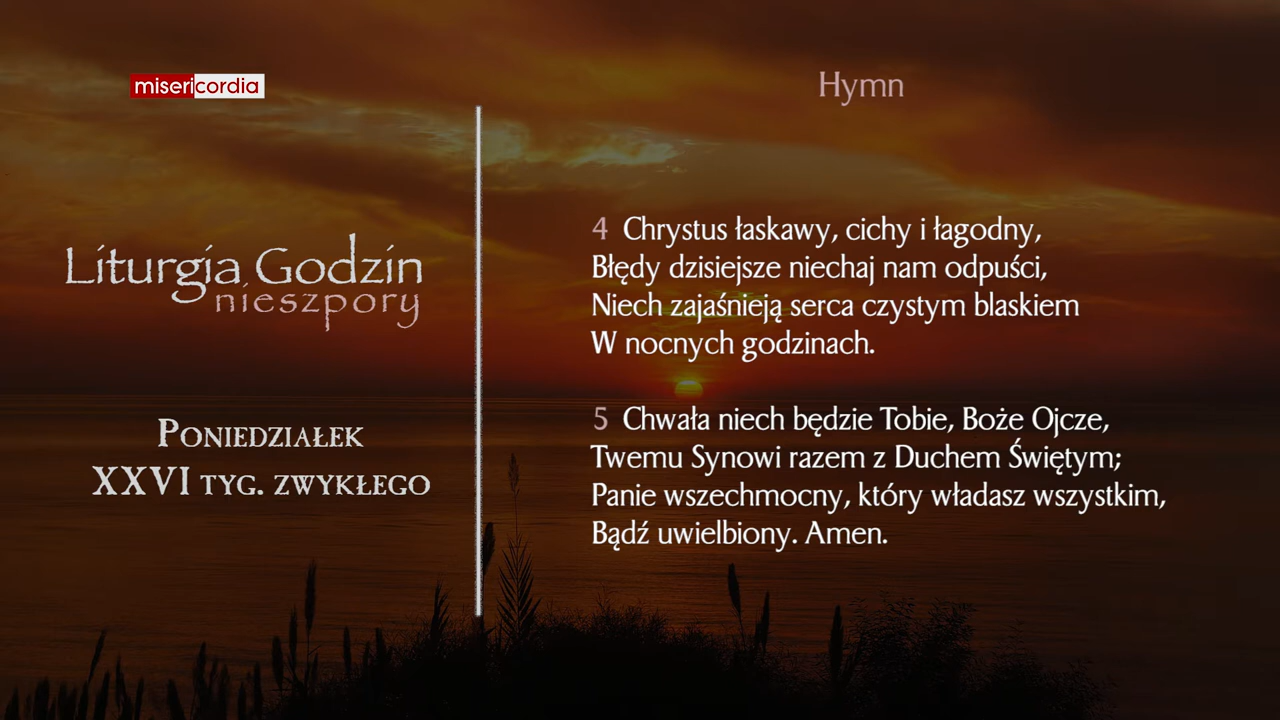 misericordia
Hymn
Liturgia Godzin
nieszpory
Poniedziałek
XXVI tyg. zwykłego
4 Chrystus łaskawy, cichy i łagodny,
Błędy dzisiejsze niechaj nam odpuści,
Niech zajaśnieją serca czystym blaskiem
W nocnych godzinach.
5 Chwała niech będzie Tobie, Boże Ojcze,
Twemu Synowi razem z Duchem Świętym;
Panie wszechmocny, który władasz wszystkim,
Bądź uwielbiony. Amen.